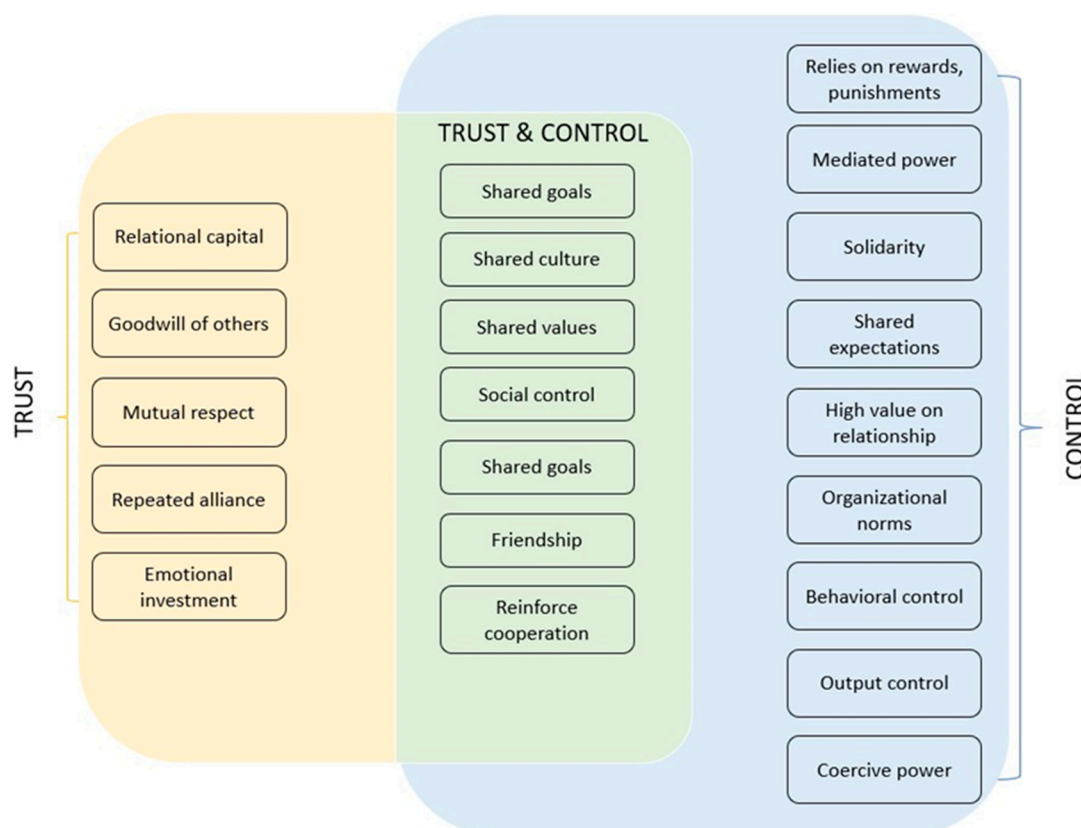 TRUST
Relational capital
Goodwill of others
Mutual respect
Repeated alliance
Emotional
investment
TRUST & CONTROL
Shared goals
Shared culture
Shared values
Social control
Shared goals
Friendship
Reinforce
cooperation
Relies on rewards,
punishments
Mediated power
Solidarity
Shared
expectations
High value on
relationship
Organizational
norms
Behavioral control
Output control
Coercive power
CONTROL